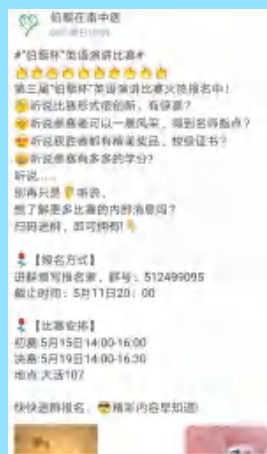 伯藜在南中医
#"伯藜杯"英语演讲比赛#
第三届"伯藜杯"英语演讲比赛火热报名中!
听说比赛形式很创新,有惊喜?
听说参赛者可以一展风采,得到名师指点?
听说获胜者都有精美奖品、校级证书?
听说参赛有多多的学分?
听说......
别再只是听说,
想了解更多比赛的内部消息吗?
扫码进群,即可拥有!
【报名方式】
进群填写报名表,群号:512499095
截止时间:5月11日20:00
【比赛安排】
初赛:5月15日14:00-16:00
决赛:5月19日14:00-16:30
地点:大活107
快快进群报名,精彩内容早知道!